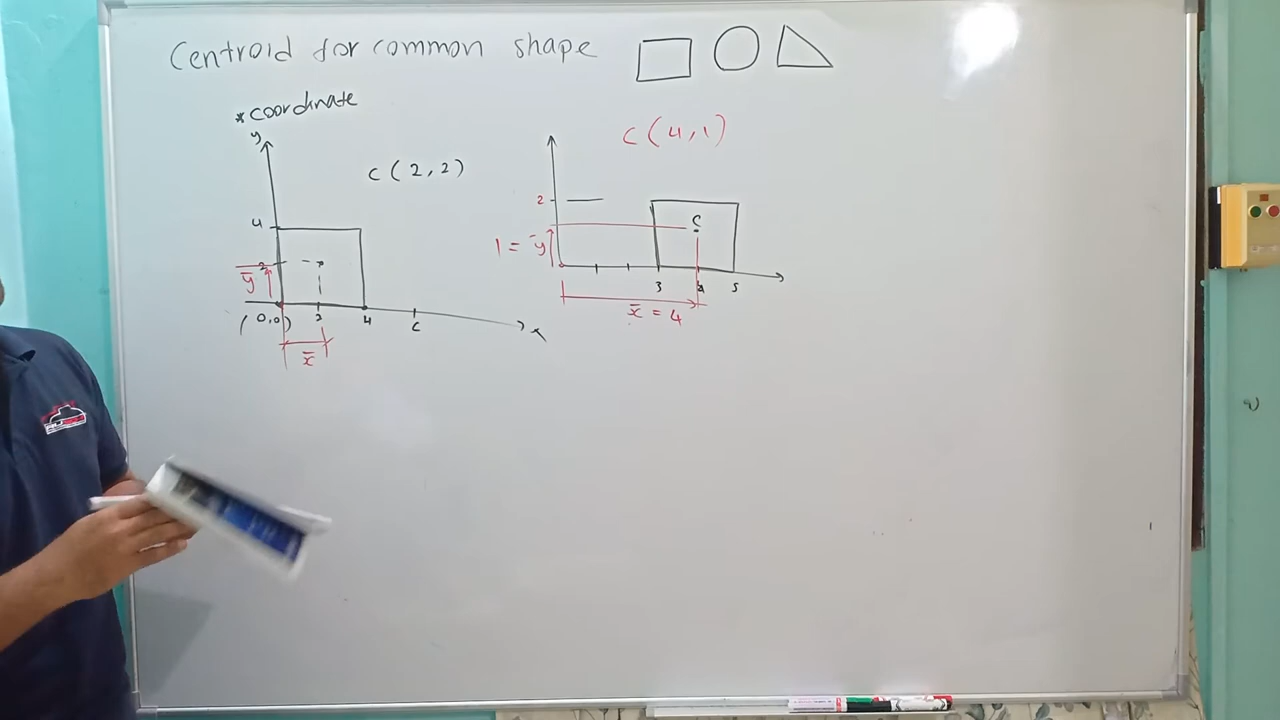 Centroid for common shape
*coordinate
y
C (2,2)
4
2
y̅
(0,0)
2
4
x
x̅
C (4,1)
2
C
1 = y̅
3
4
5
x̅ = 4